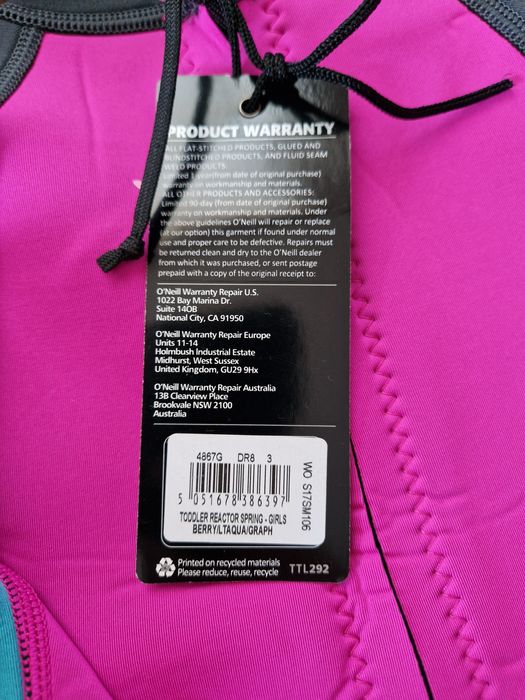 PRODUCT WARRANTY
ALL FLAT-STITCHED PRODUCTS, GLUED AND
BLINDSTITCHED PRODUCTS, AND FLUID SEAM
WELD PRODUCTS:
Limited 1-year(from date of original purchase)
warranty on workmanship and materials.
ALL OTHER PRODUCTS AND ACCESSORIES:
Limited 90-day (from date of original purchase)
warranty on workmanship and materials. Under
the above guidelines O'Neill will repair or replace
(at our option) this garment if found under normal
use and proper care to be defective. Repairs must
be returned clean and dry to the O'Neill dealer
from which it was purchased, or sent postage
prepaid with a copy of the original receipt to:
O'Neill Warranty Repair U.S.
1022 Bay Marina Dr.
Suite 140B
National City, CA 91950
O'Neill Warranty Repair Europe
Units 11-14
Holmbush Industrial Estate
Midhurst, West Sussex
United Kingdom, GU29 9Hx
O'Neill Warranty Repair Australia
13B Clearview Place
Brookvale NSW 2100
Australia
4867G DR8 3
5 051678 386397
TODDLER REACTOR SPRING - GIRLS
BERRY/LTAQUA/GRAPH
WO S17SM106
Printed on recycled materials
Please reduce, reuse, recycle TTL292